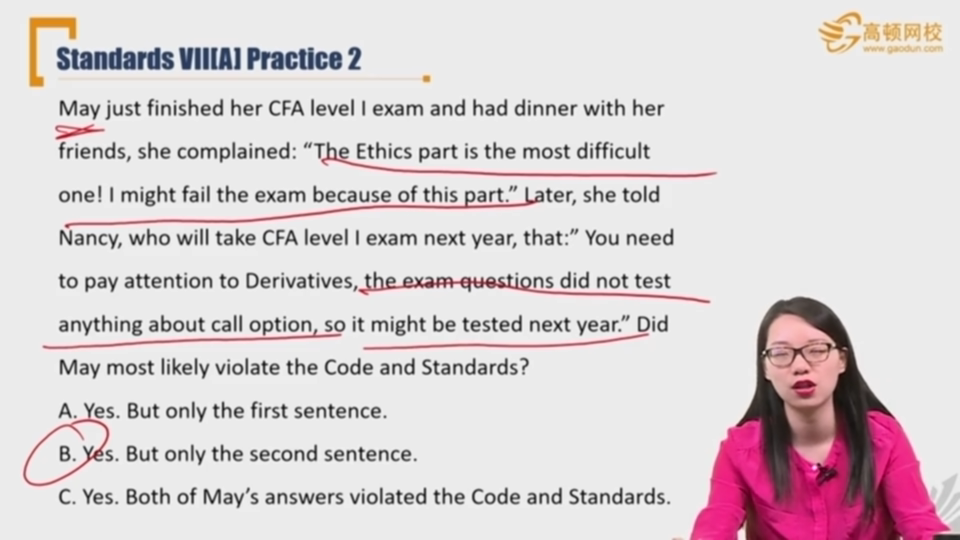 高顿网校
www.gaodun.com
Standards VII[A] Practice 2
May just finished her CFA level I exam and had dinner with her
friends, she complained: “The Ethics part is the most difficult
one! I might fail the exam because of this part.” Later, she told
Nancy, who will take CFA level I exam next year, that:” You need
to pay attention to Derivatives, the exam questions did not test
anything about call option, so it might be tested next year.” Did
May most likely violate the Code and Standards?
A. Yes. But only the first sentence.
B. Yes. But only the second sentence.
C. Yes. Both of May’s answers violated the Code and Standards.